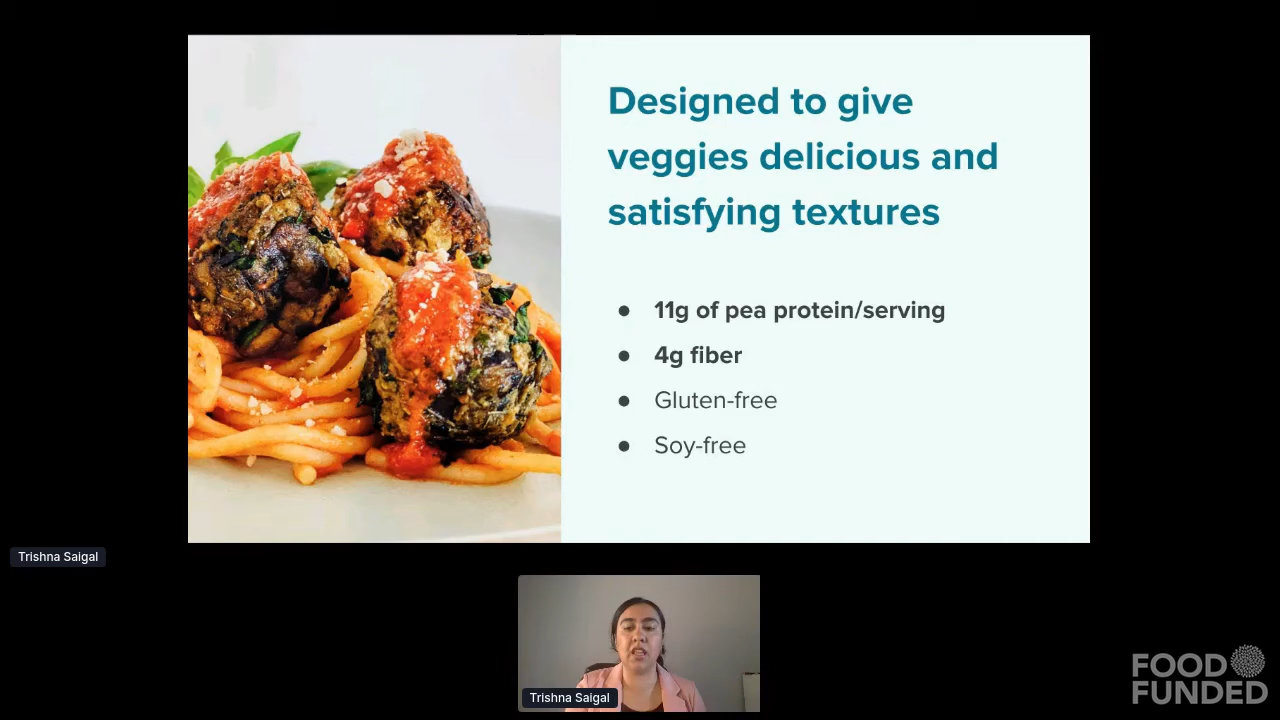 Designed to give
veggies delicious and
satisfying textures
● 11g of pea protein/serving
● 4g fiber
● Gluten-free
● Soy-free
Trishna Saigal
Trishna Saigal
FOOD
FUNDED